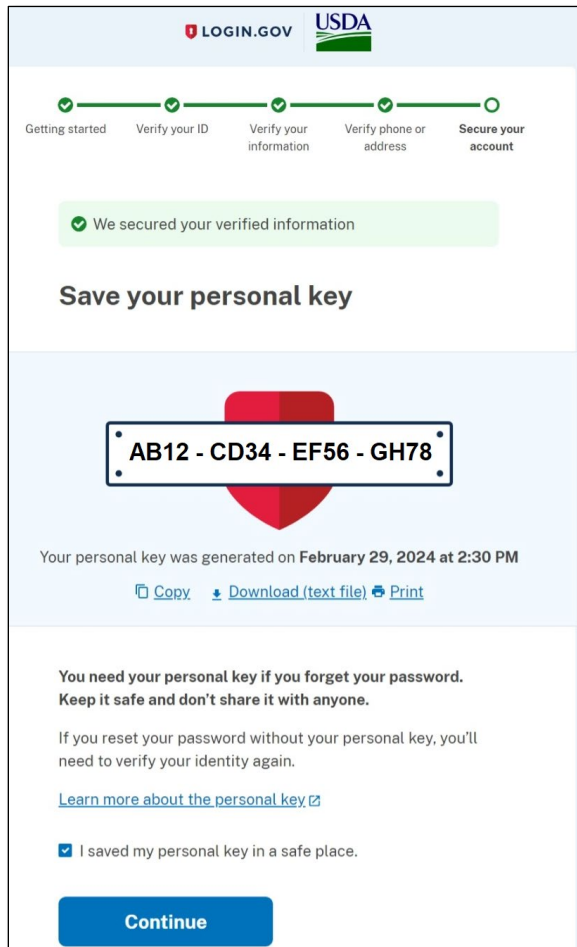 LOGIN.GOV
USDA
Getting started
Verify your ID
Verify your
information
Verify phone or
address
Secure your
account
We secured your verified information
Save your personal key
AB12 - CD34 - EF56 - GH78
Your personal key was generated on February 29, 2024 at 2:30 PM
Copy Download (text file) Print
You need your personal key if you forget your password.
Keep it safe and don't share it with anyone.
If you reset your password without your personal key, you'll
need to verify your identity again.
Learn more about the personal key
I saved my personal key in a safe place.
Continue